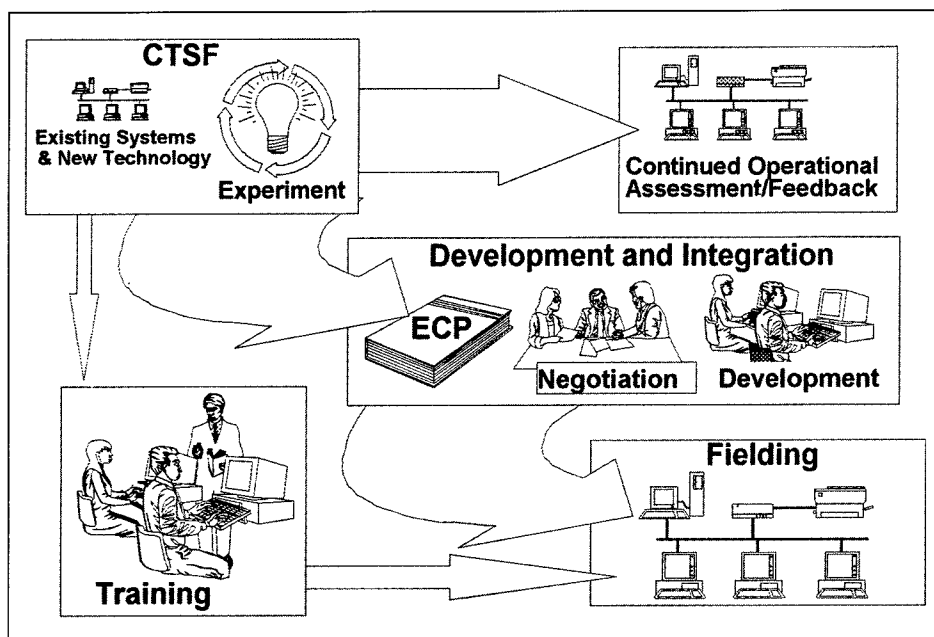 CTSF
Existing Systems
& New Technology
Experiment
Continued Operational
Assessment/Feedback
Development and Integration
ECP
Negotiation
Development
Training
Fielding